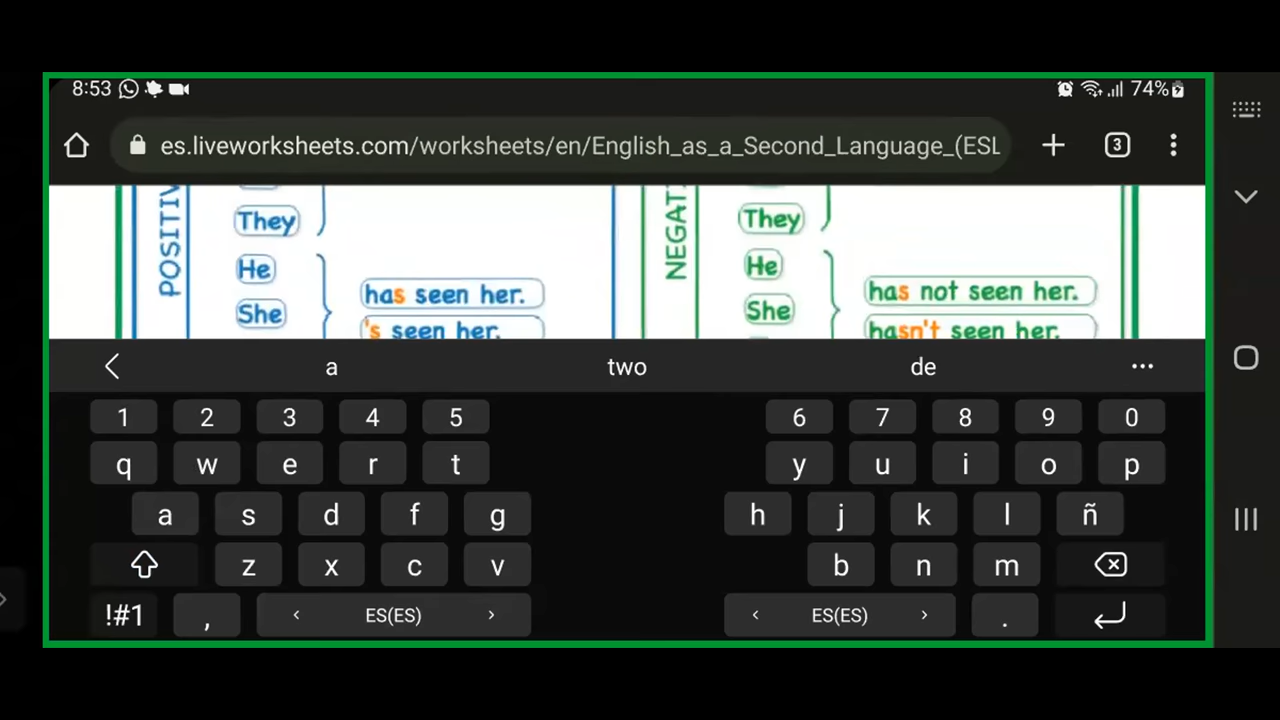 8:53 74%
es.liveworksheets.com/worksheets/en/English_as_a_Second_Language_(ESL 3
They They
He He
has seen her. has not seen her.
She She
's seen her. hasn't seen her.
a two de ...
1 2 3 4 5 6 7 8 9 0
q w e r t y u i o p
a s d f g h j k l ñ
z x c v b n m
!#1 , < ES(ES) > < ES(ES) > .